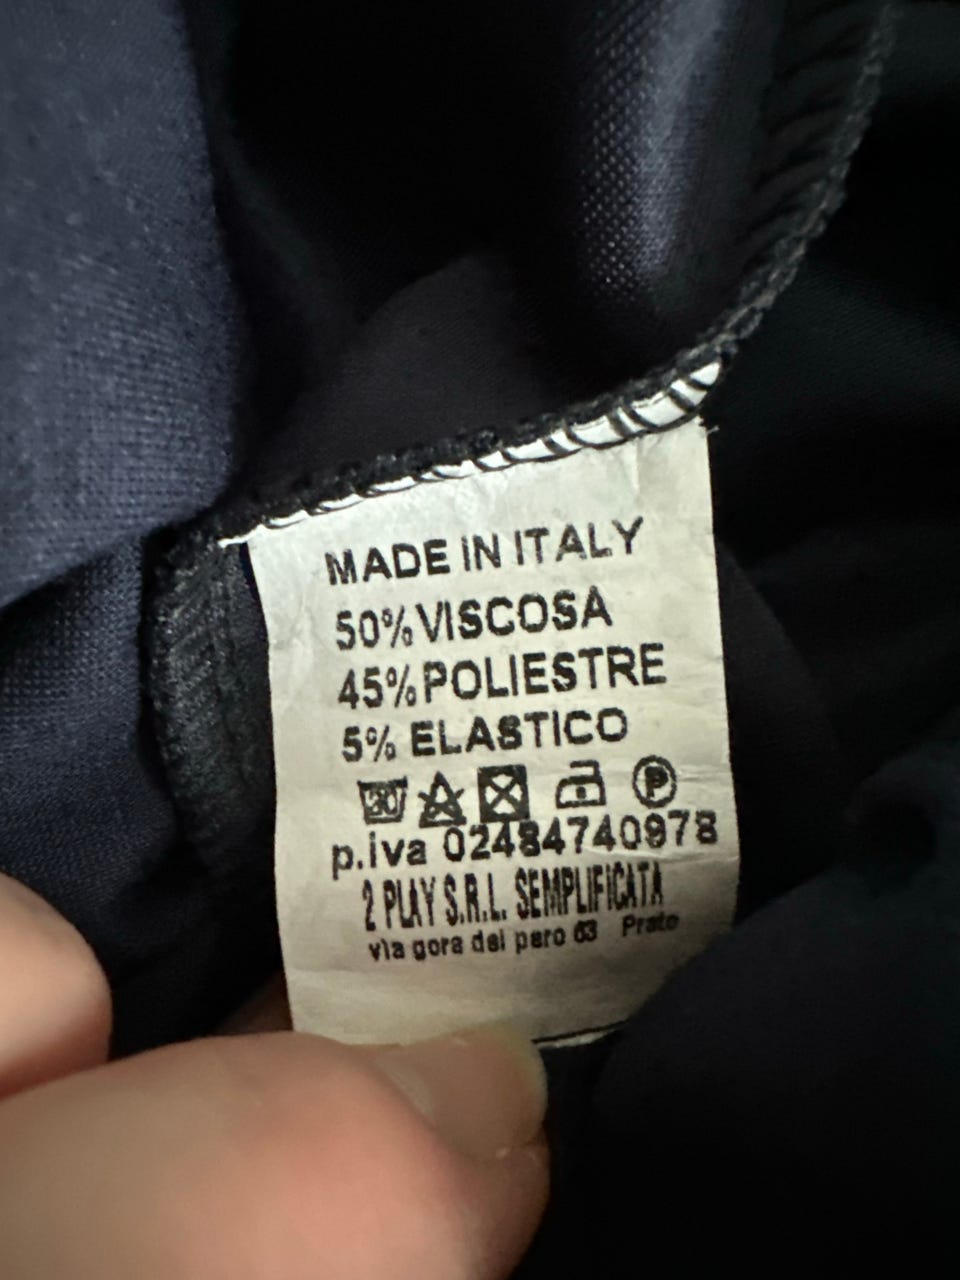 MADE IN ITALY
50% VISCOSA
45% POLIESTRE
5% ELASTICO
30 P
p.iva 02484740978
2 PLAY S.R.L. SEMPLIFICATA
via gora del pero 63 Prato